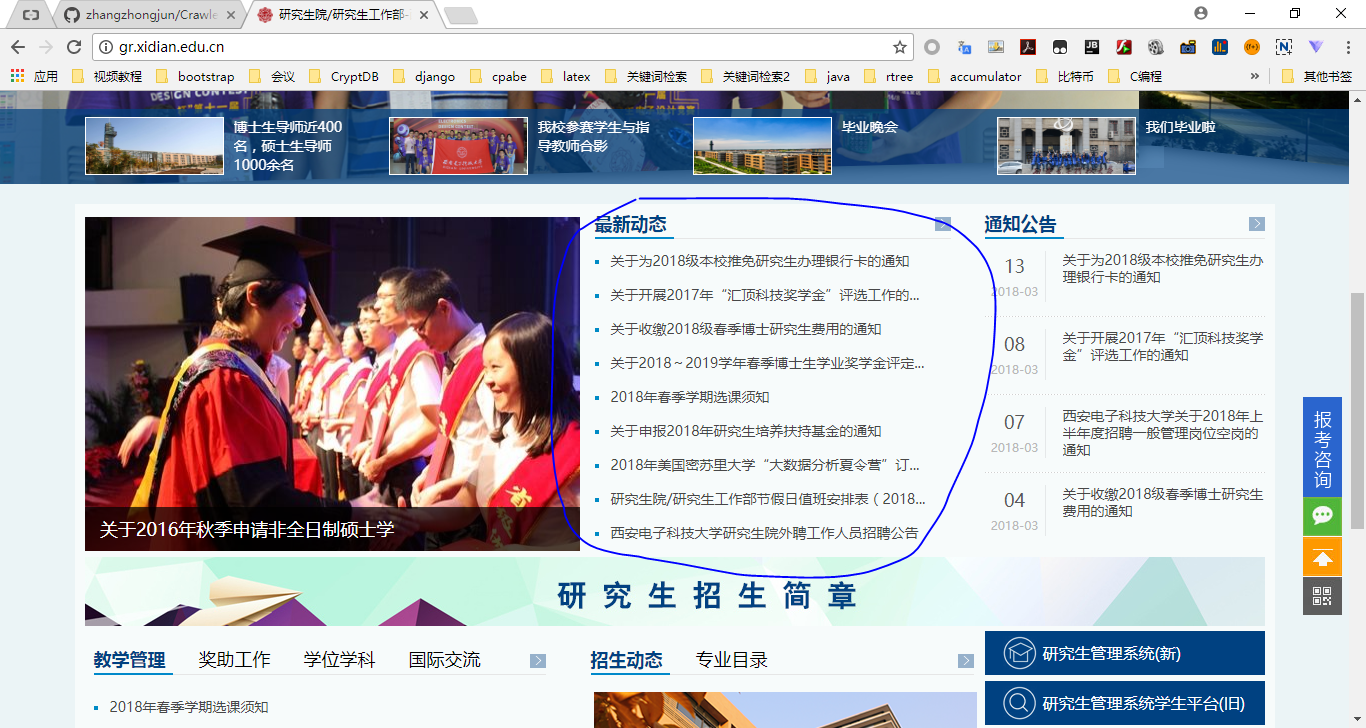 zhangzhongjun/Crawle
研究生院/研究生工作部-
gr.xidian.edu.cn
应用
视频教程
bootstrap
会议
CryptDB
django
cpabe
latex
关键词检索
关键词检索2
java
rtree
accumulator
比特币
C编程
»
其他书签
DESIGN CONTEST
博士生导师近400
名，硕士生导师
1000余名
我校参赛学生与指
导教师合影
毕业晚会
我们毕业啦
最新动态
关于为2018级本校推免研究生办理银行卡的通知
关于开展2017年“汇顶科技奖学金”评选工作的...
关于收缴2018级春季博士研究生费用的通知
关于2018～2019学年春季博士生学业奖学金评定...
2018年春季学期选课须知
关于申报2018年研究生培养扶持基金的通知
2018年美国密苏里大学“大数据分析夏令营”订...
研究生院/研究生工作部节假日值班安排表（2018...
西安电子科技大学研究生院外聘工作人员招聘公告
通知公告
13
2018-03
关于为2018级本校推免研究生办
理银行卡的通知
08
2018-03
关于开展2017年“汇顶科技奖学
金”评选工作的通知
07
2018-03
西安电子科技大学关于2018年上
半年度招聘一般管理岗位空岗的
通知
04
2018-03
关于收缴2018级春季博士研究生
费用的通知
关于2016年秋季申请非全日制硕士学
报考咨询
研究生招生简章
教学管理
奖助工作
学位学科
国际交流
2018年春季学期选课须知
招生动态
专业目录
研究生管理系统(新)
研究生管理系统学生平台(旧)